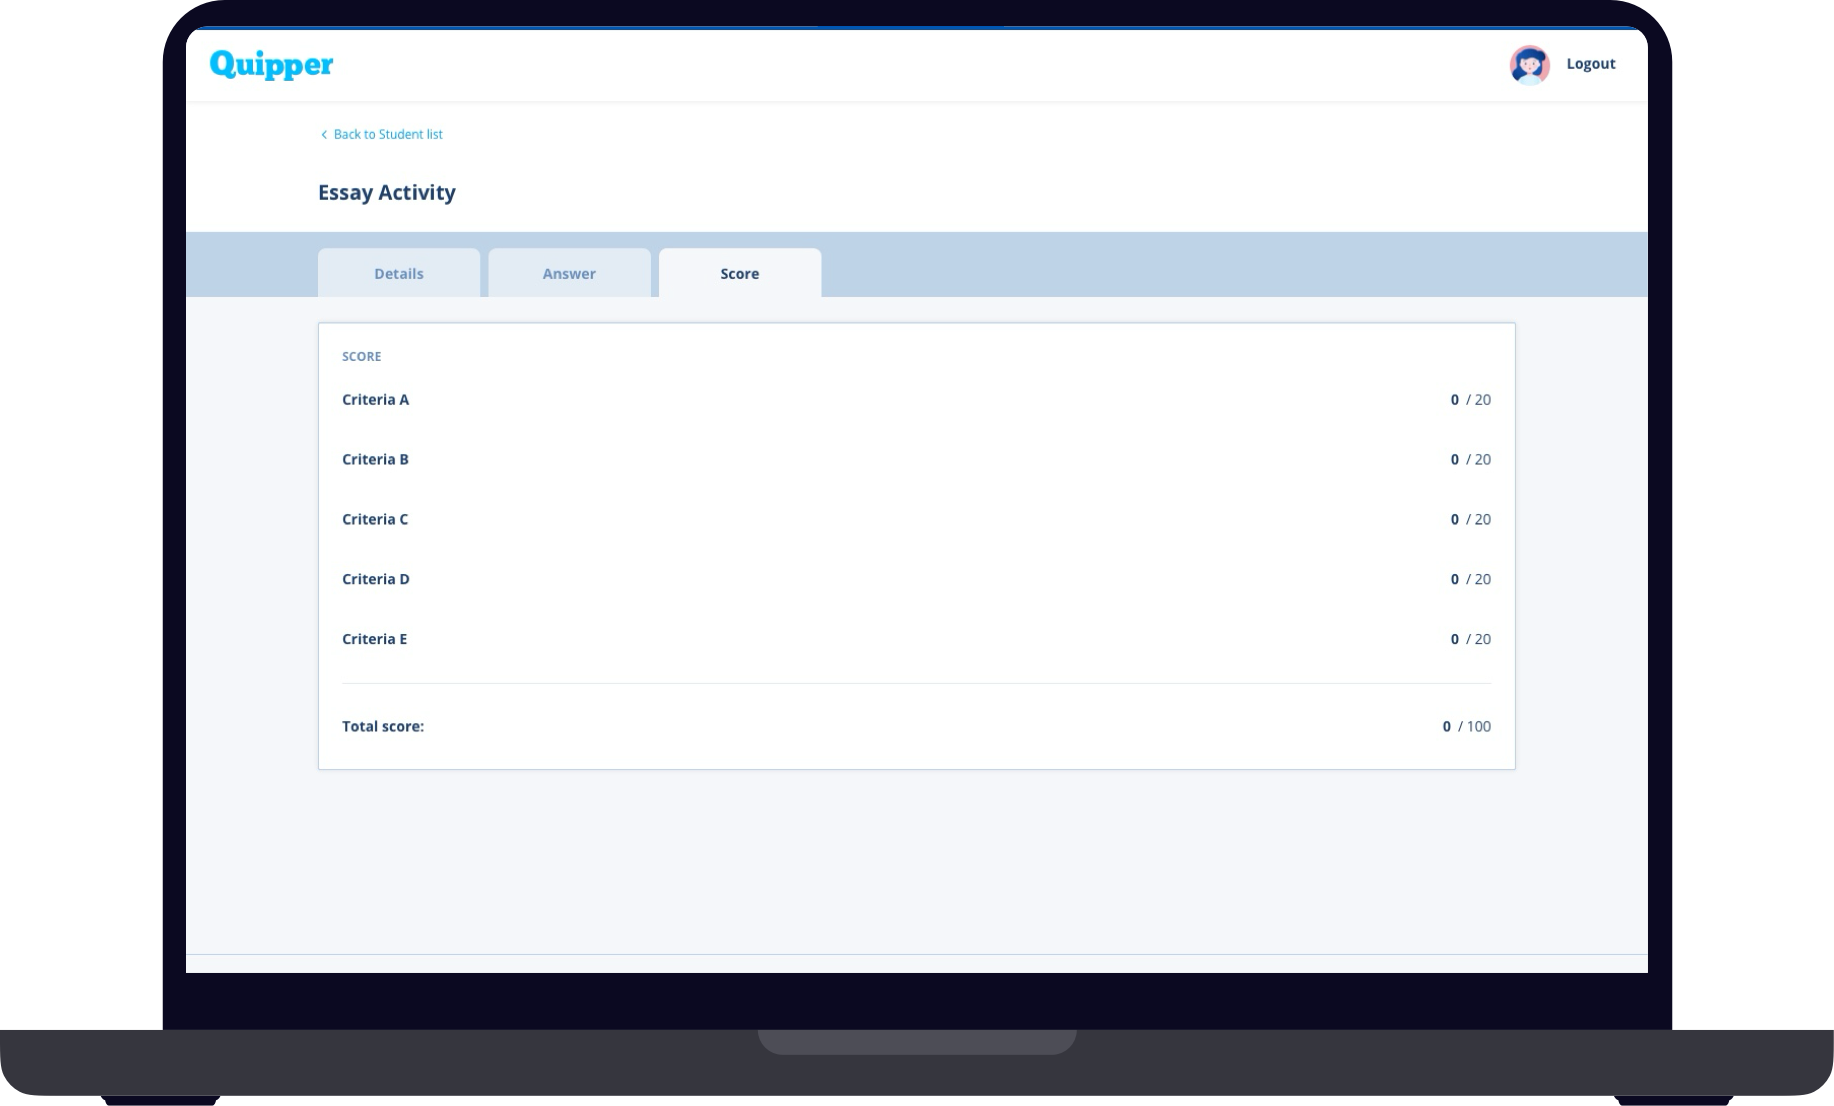 Quipper
Logout
Back to Student list
Essay Activity
Details Answer Score
SCORE
Criteria A 0 / 20
Criteria B 0 / 20
Criteria C 0 / 20
Criteria D 0 / 20
Criteria E 0 / 20
Total score: 0 / 100